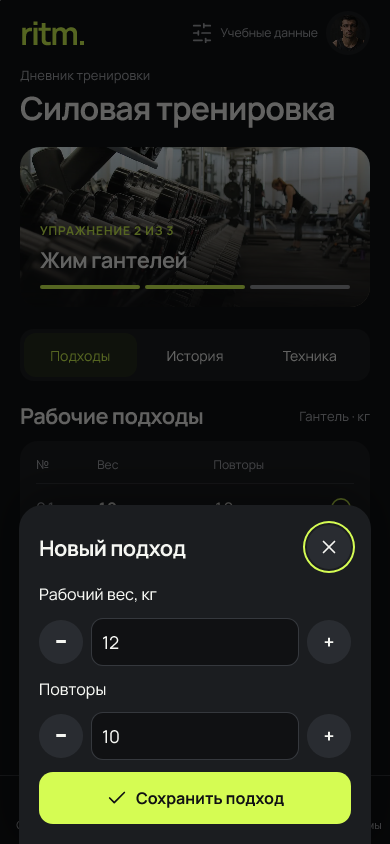 ritm.
Учебные данные
Дневник тренировки
Силовая тренировка
УПРАЖНЕНИЕ 2 ИЗ 3
Жим гантелей
Подходы
История
Техника
Рабочие подходы
Гантель · кг
№
Вес
Повторы
Новый подход
Рабочий вес, кг
12
Повторы
10
Сохранить подход